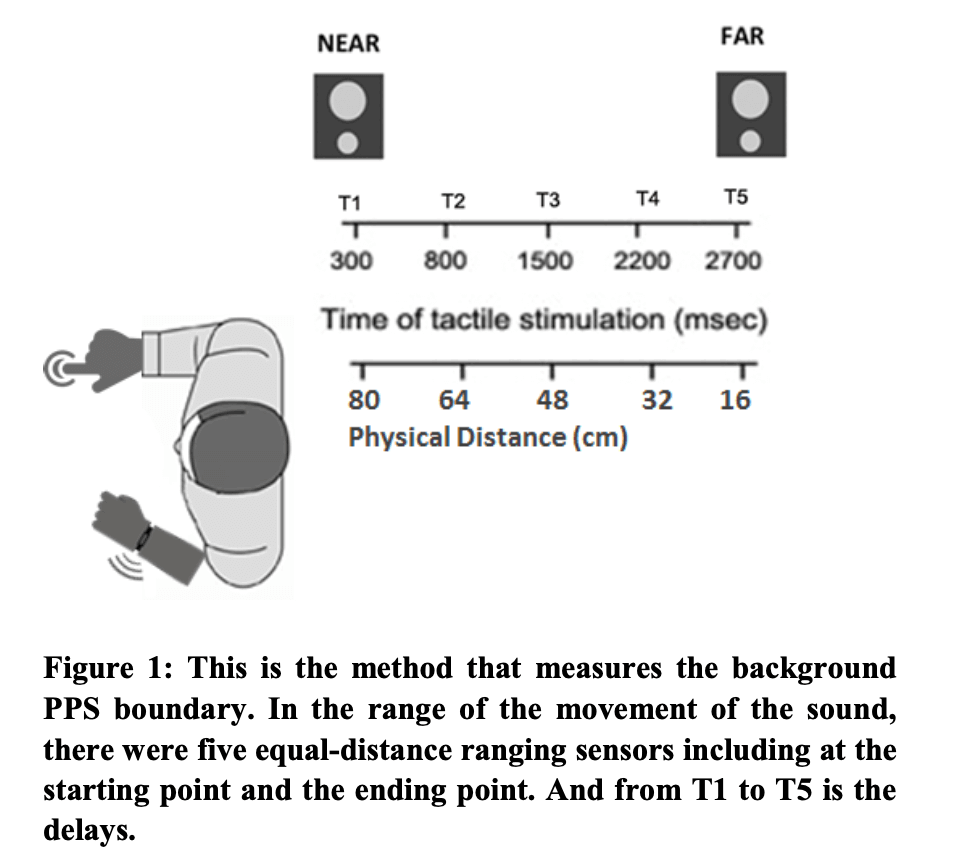 NEAR
FAR
T1 T2 T3 T4 T5
300 800 1500 2200 2700
Time of tactile stimulation (msec)
80 64 48 32 16
Physical Distance (cm)
Figure 1: This is the method that measures the background
PPS boundary. In the range of the movement of the sound,
there were five equal-distance ranging sensors including at the
starting point and the ending point. And from T1 to T5 is the
delays.